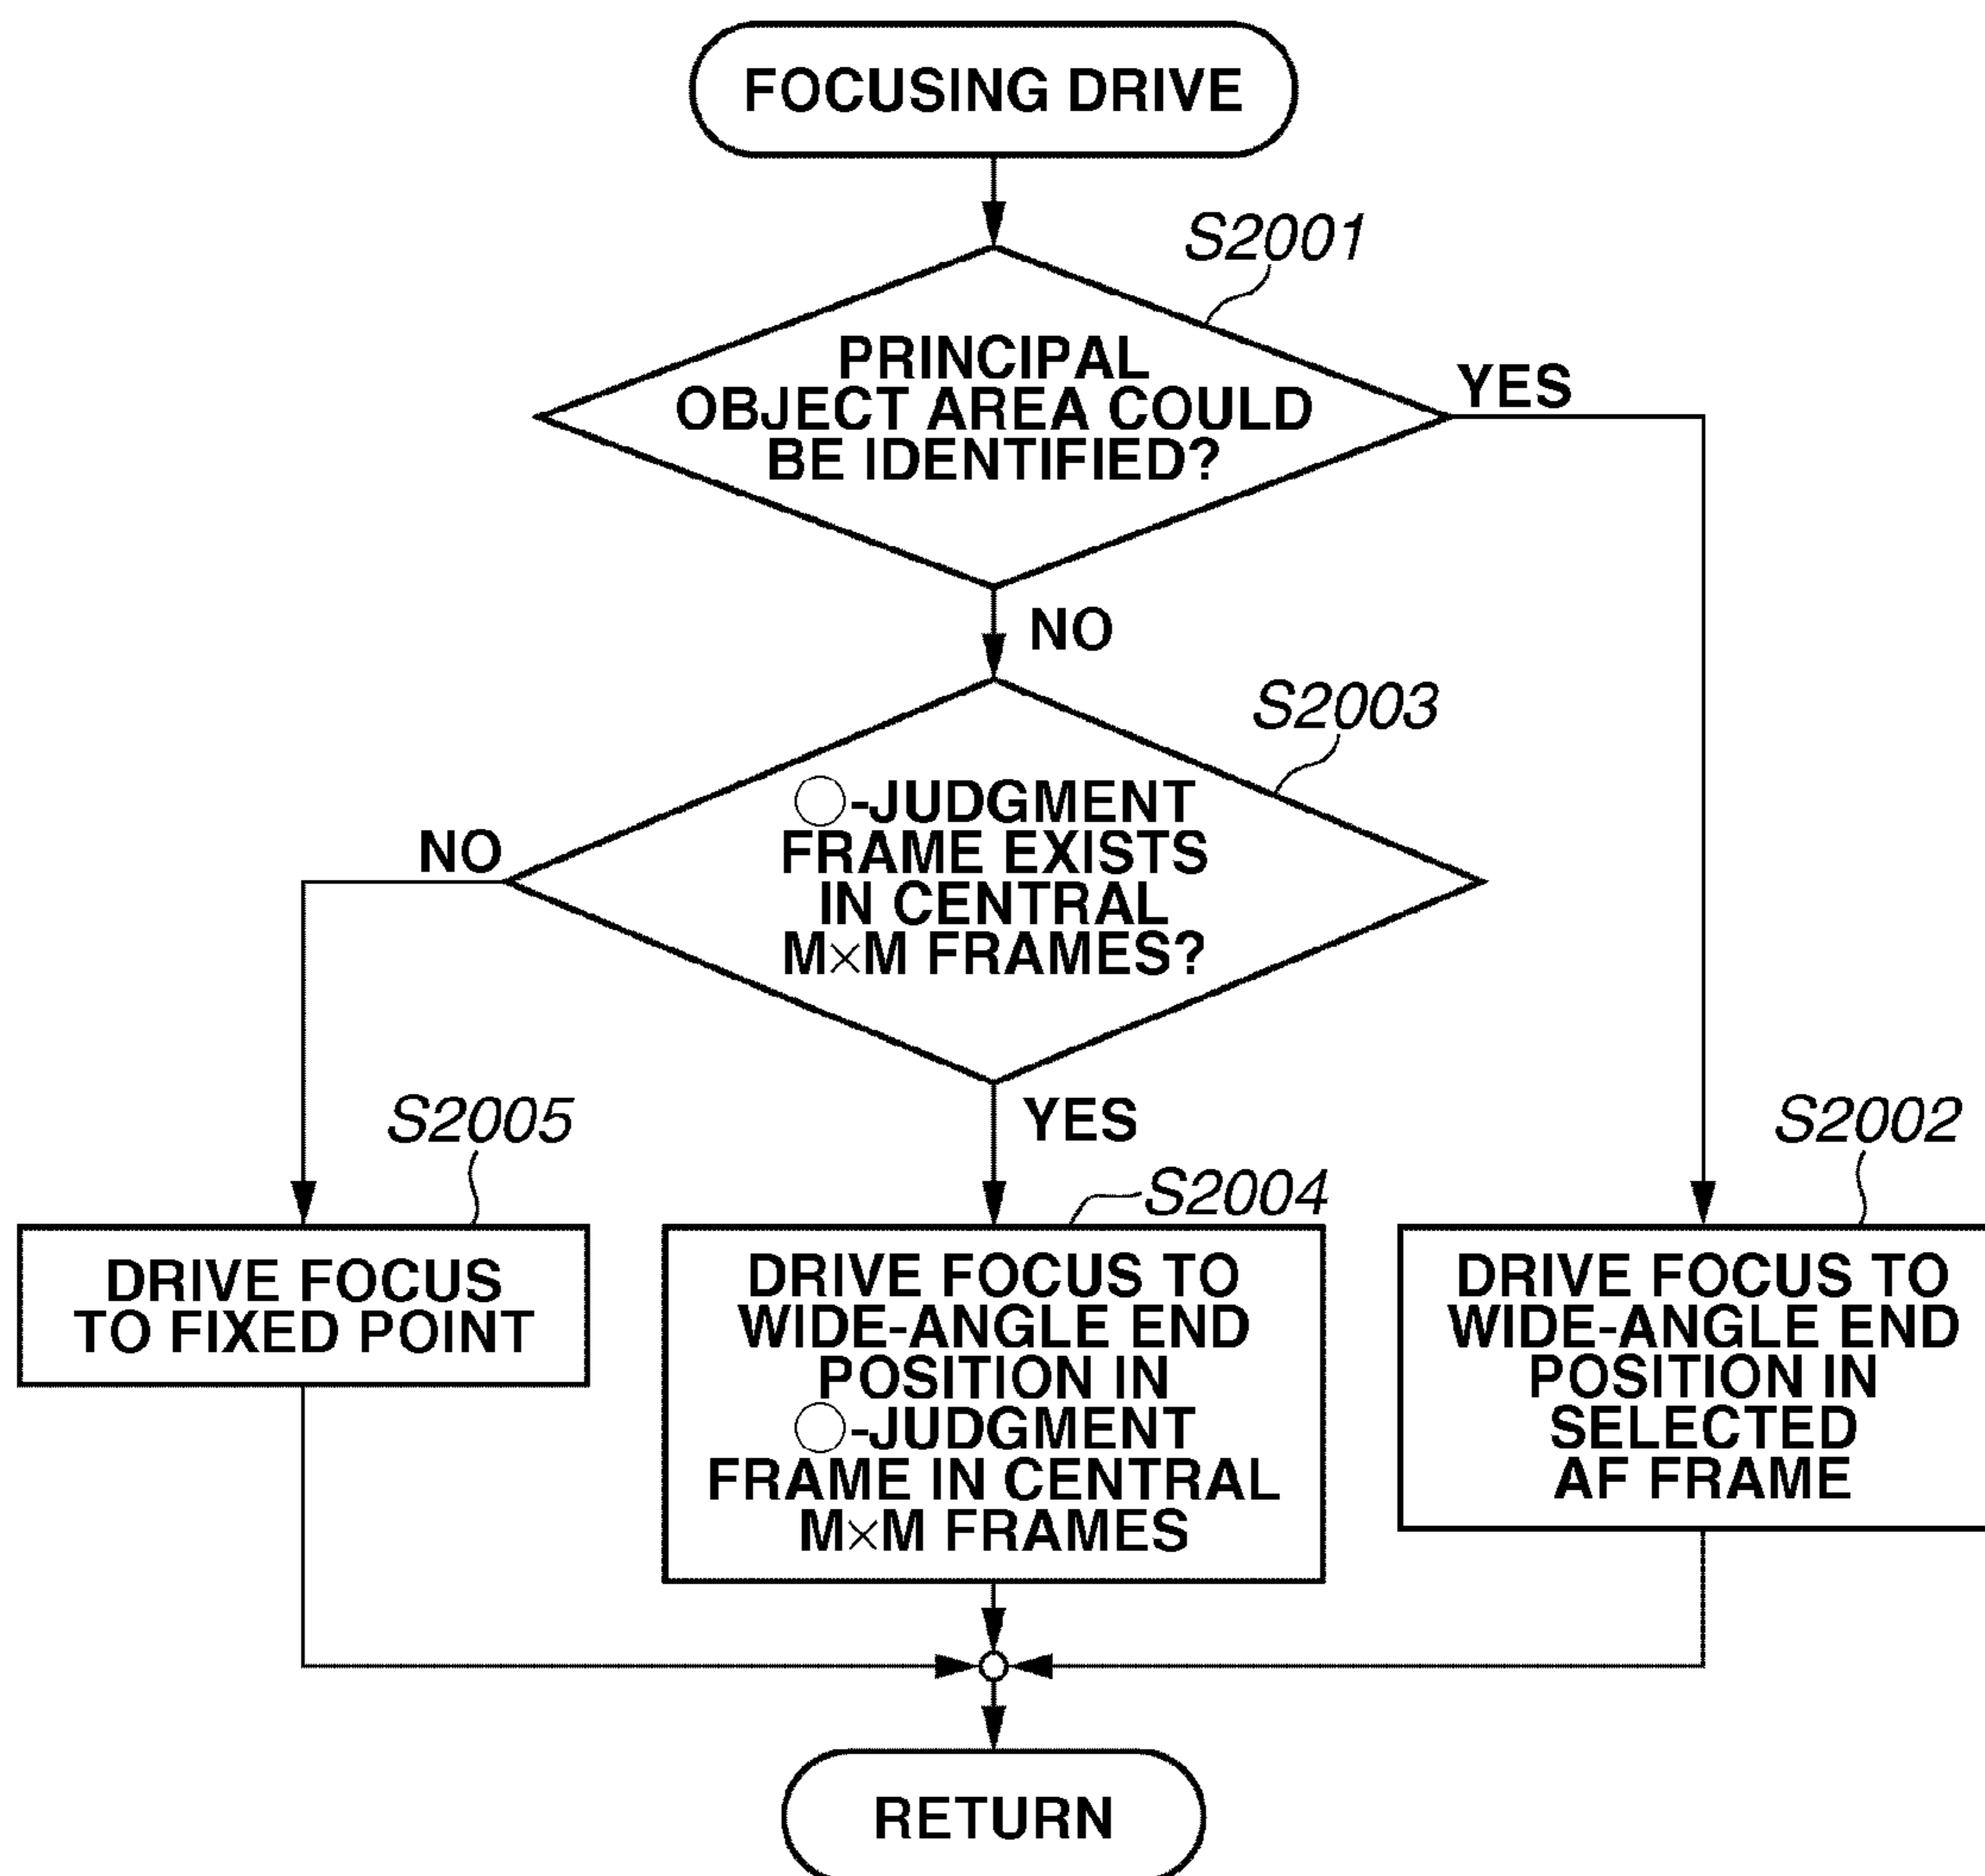 FOCUSING DRIVE
S2001
PRINCIPAL
OBJECT AREA COULD
BE IDENTIFIED?
YES
NO
S2003
○-JUDGMENT
FRAME EXISTS
IN CENTRAL
M×M FRAMES?
NO
YES
S2005
DRIVE FOCUS
TO FIXED POINT
S2004
DRIVE FOCUS TO
WIDE-ANGLE END
POSITION IN
○-JUDGMENT
FRAME IN CENTRAL
M×M FRAMES
S2002
DRIVE FOCUS TO
WIDE-ANGLE END
POSITION IN
SELECTED
AF FRAME
RETURN